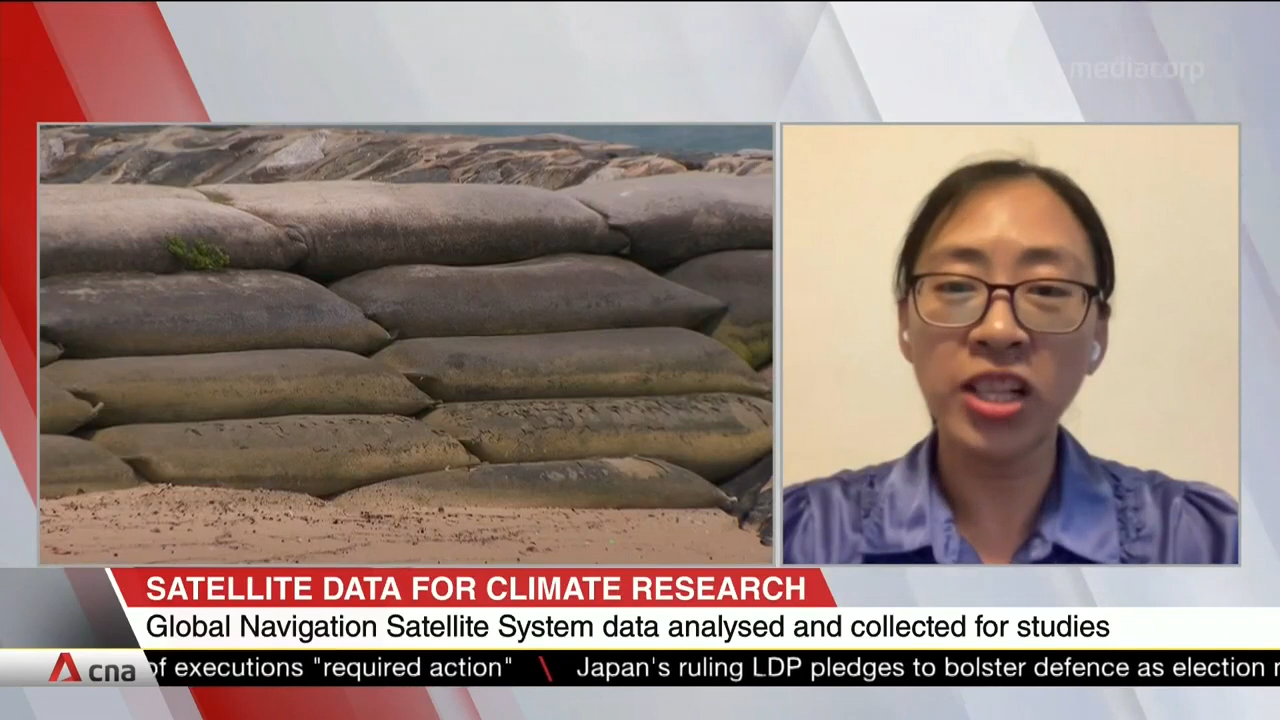 mediacorp
SATELLITE DATA FOR CLIMATE RESEARCH
Global Navigation Satellite System data analysed and collected for studies
cna
of executions "required action" \ Japan's ruling LDP pledges to bolster defence as election